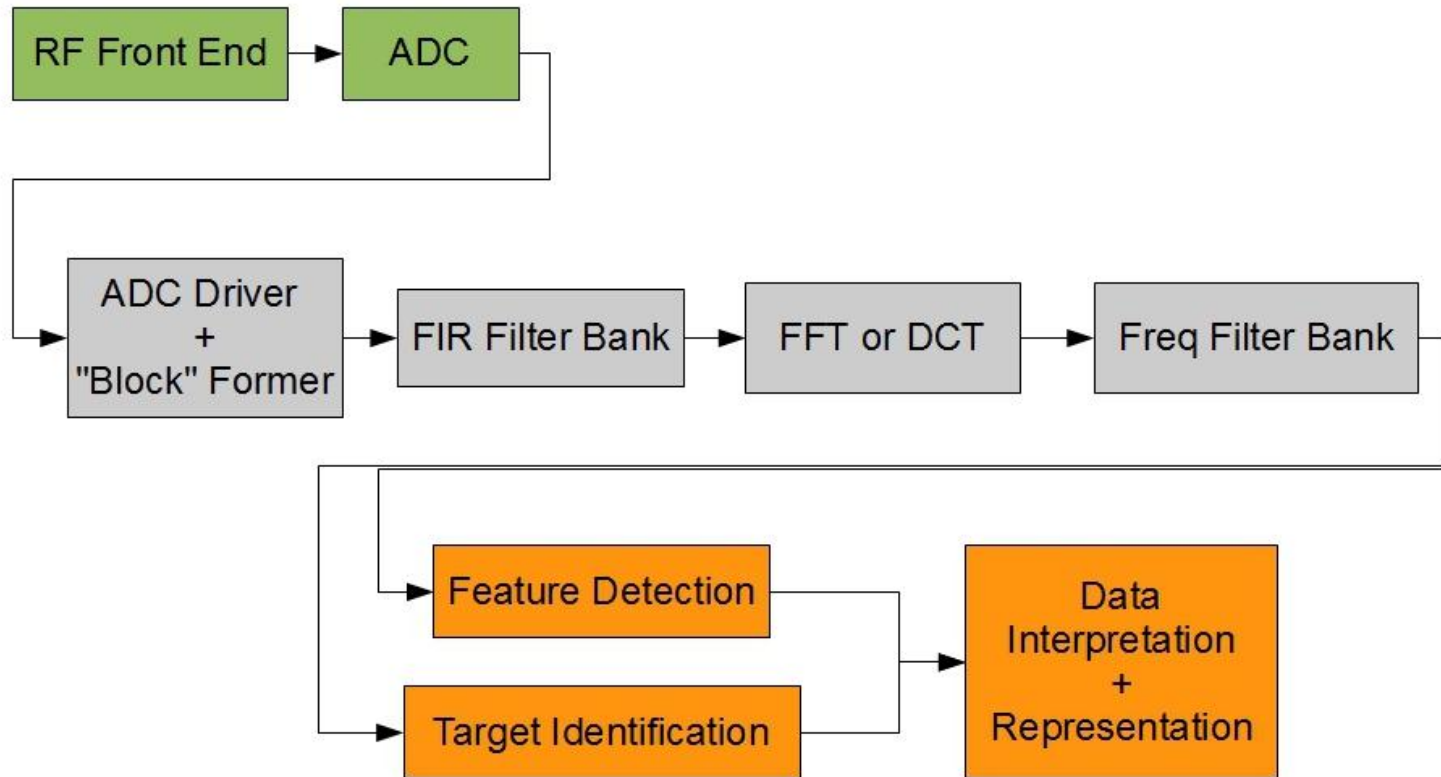 RF Front End
ADC
ADC Driver
+
"Block" Former
FIR Filter Bank
FFT or DCT
Freq Filter Bank
Feature Detection
Target Identification
Data
Interpretation
+
Representation